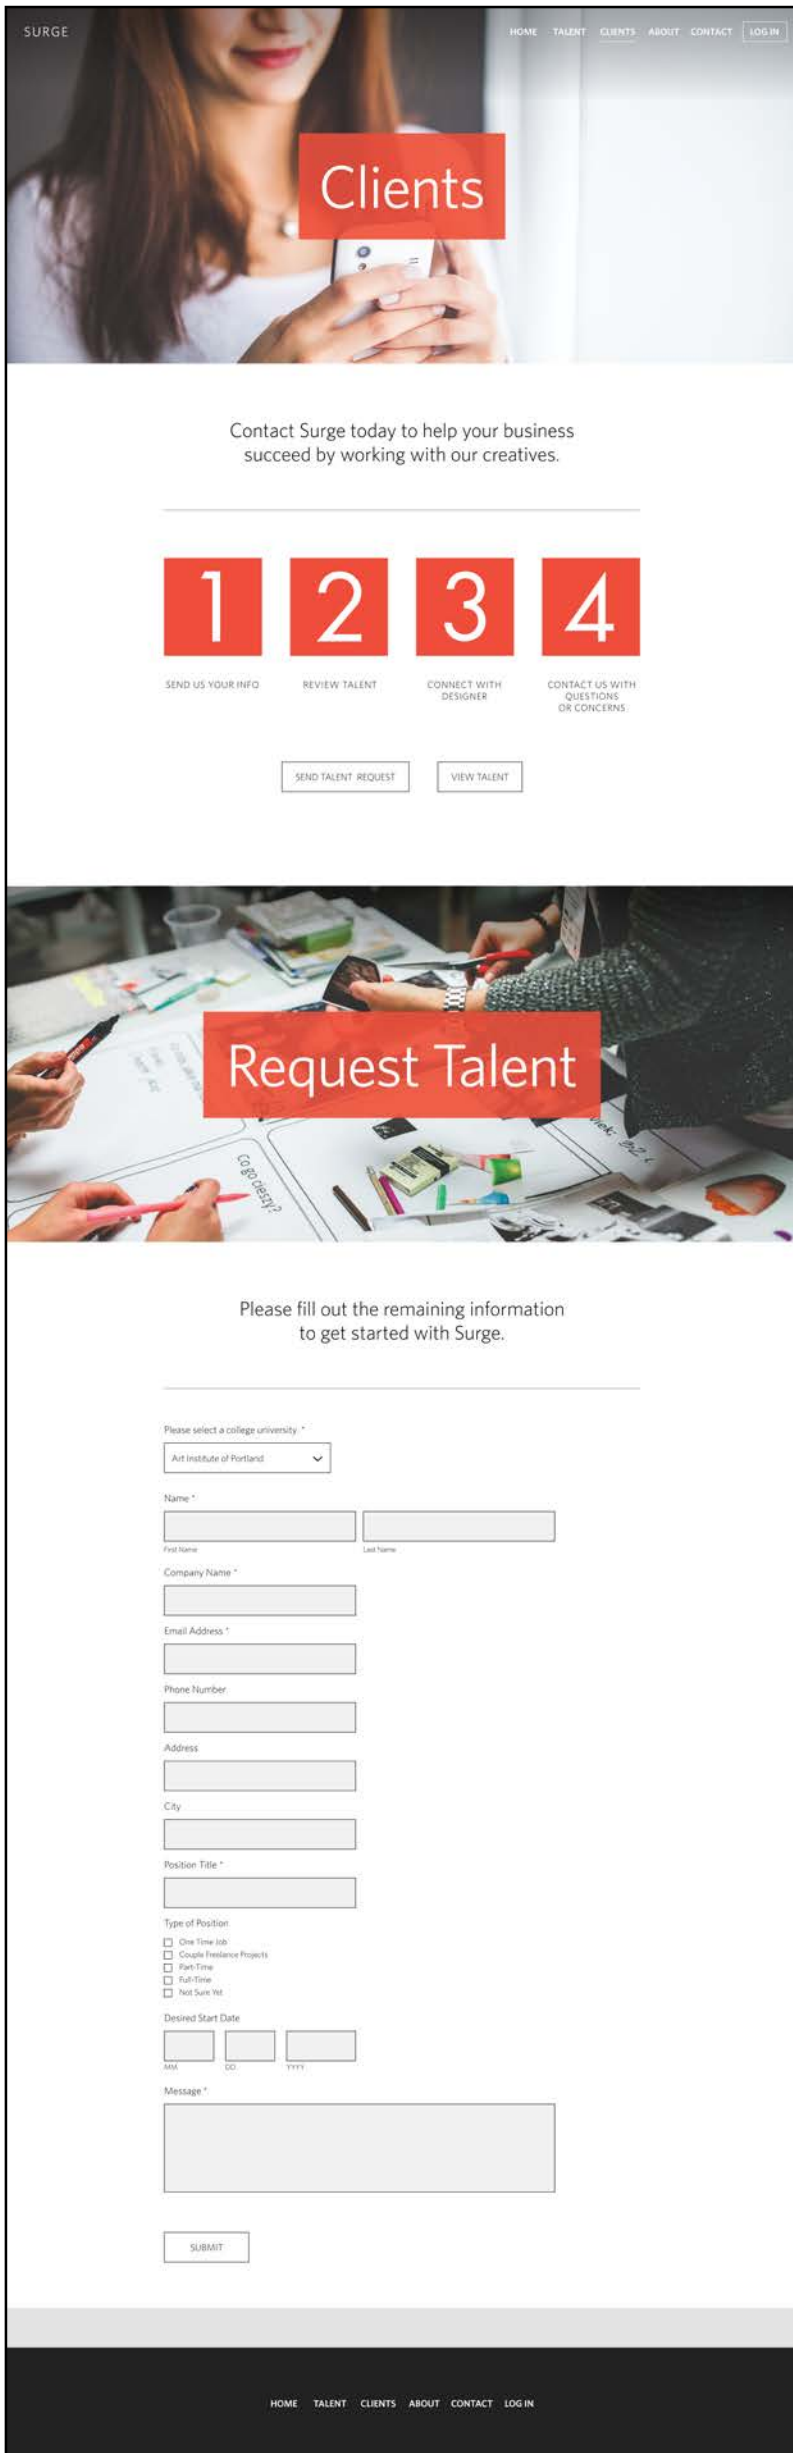 SURGE
HOME TALENT CLIENTS ABOUT CONTACT LOG IN
Clients
Contact Surge today to help your business
succeed by working with our creatives.
1 2 3 4
SEND US YOUR INFO
REVIEW TALENT
CONNECT WITH
DESIGNER
CONTACT US WITH
QUESTIONS
OR CONCERNS
SEND TALENT REQUEST
VIEW TALENT
Request Talent
Co go cieszy?
Please fill out the remaining information
to get started with Surge.
Please select a college university *
Art Institute of Portland
Name *
First Name Last Name
Company Name *
Email Address *
Phone Number
Address
City
Position Title *
Type of Position
One Time Job
Couple Freelance Projects
Part-Time
Full-Time
Not Sure Yet
Desired Start Date
MM DD YYYY
Message *
SUBMIT
HOME TALENT CLIENTS ABOUT CONTACT LOG IN